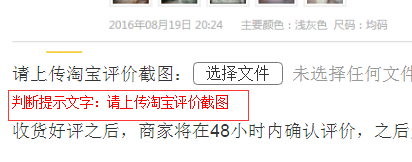 2016年08月19日 20:24 主要颜色：浅灰色 尺码：均码
请上传淘宝评价截图： 选择文件 未选择任何文件
判断提示文字：请上传淘宝评价截图
收货好评之后，商家将在48小时内确认评价，之后